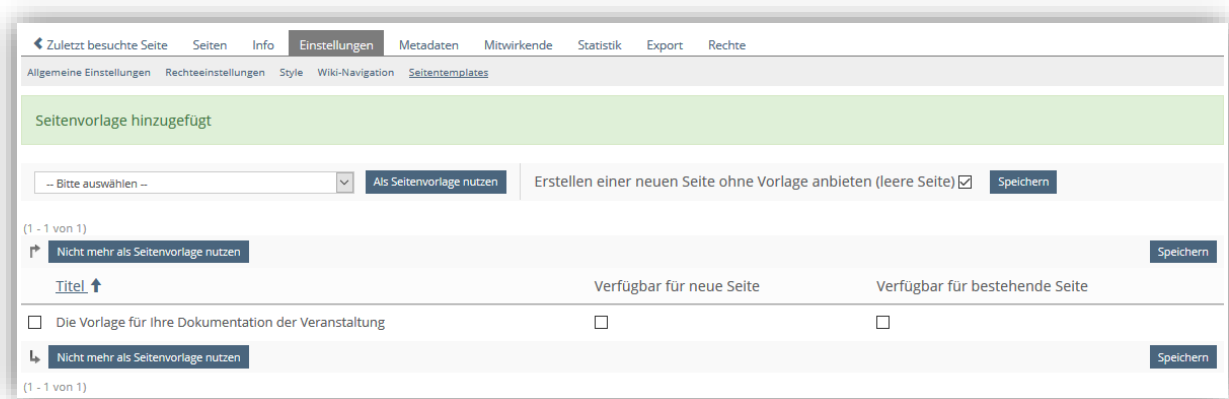 Zuletzt besuchte Seite Seiten Info Einstellungen Metadaten Mitwirkende Statistik Export Rechte
Allgemeine Einstellungen Rechteeinstellungen Style Wiki-Navigation Seitentemplates
Seitenvorlage hinzugefügt
-- Bitte auswählen -- Als Seitenvorlage nutzen Erstellen einer neuen Seite ohne Vorlage anbieten (leere Seite) Speichern
(1 - 1 von 1)
Nicht mehr als Seitenvorlage nutzen Speichern
Titel Verfügbar für neue Seite Verfügbar für bestehende Seite
Die Vorlage für Ihre Dokumentation der Veranstaltung
Nicht mehr als Seitenvorlage nutzen Speichern
(1 - 1 von 1)